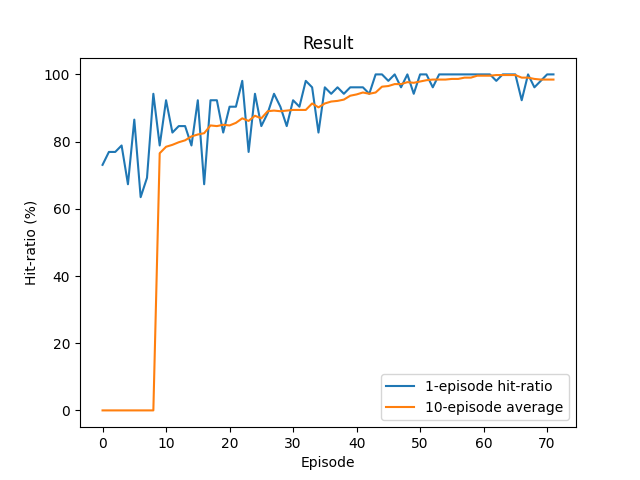 Result
100
80
60
40
20
0
Hit-ratio (%)
0 10 20 30 40 50 60 70
Episode
1-episode hit-ratio
10-episode average